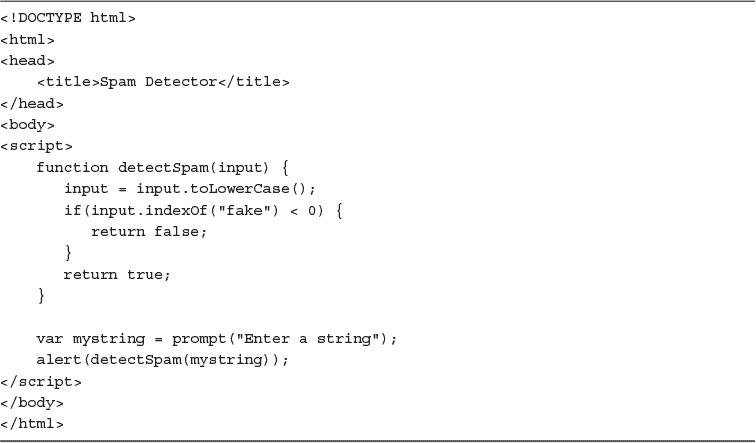 <!DOCTYPE html>
<html>
<head>
    <title>Spam Detector</title>
</head>
<body>
<script>
    function detectSpam(input) {
       input = input.toLowerCase();
       if(input.indexOf("fake") < 0) {
          return false;
       }
       return true;
    }

    var mystring = prompt("Enter a string");
    alert(detectSpam(mystring));
</script>
</body>
</html>